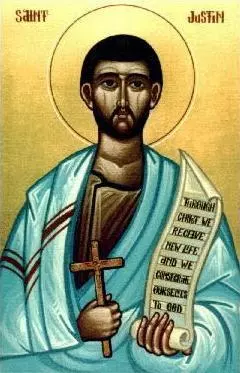 SAINT JUSTIN
THROUGH
CHRIST WE
RECEIVE
NEW LIFE
AND WE
CONSECRATE
OURSELVES
TO GOD